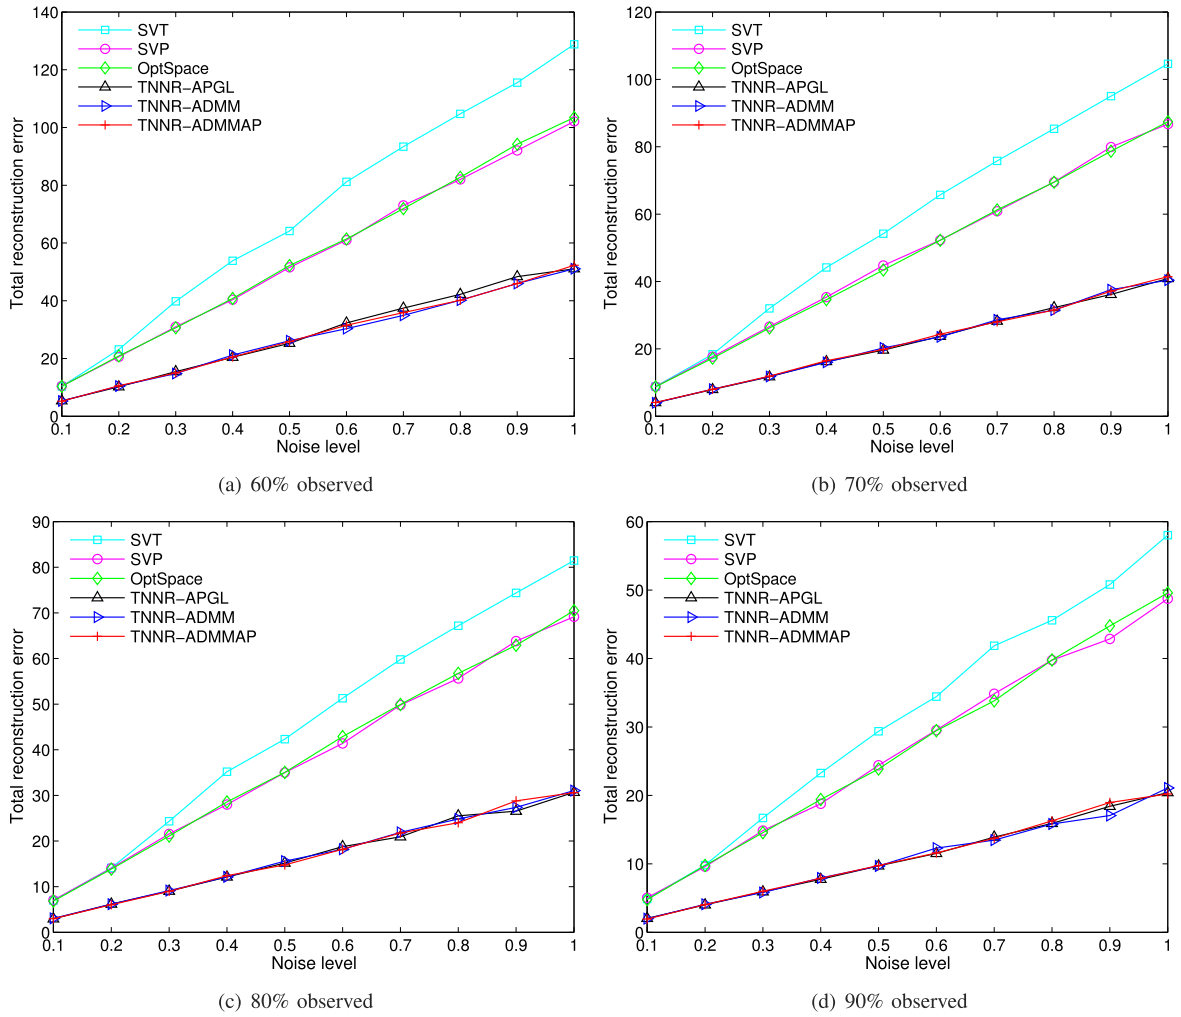 140
120
100
80
60
40
20
0
Total reconstruction error
SVT
SVP
OptSpace
TNNR-APGL
TNNR-ADMM
TNNR-ADMMAP
0.1 0.2 0.3 0.4 0.5 0.6 0.7 0.8 0.9 1
Noise level
(a) 60% observed
120
100
80
60
40
20
0
Total reconstruction error
SVT
SVP
OptSpace
TNNR-APGL
TNNR-ADMM
TNNR-ADMMAP
0.1 0.2 0.3 0.4 0.5 0.6 0.7 0.8 0.9 1
Noise level
(b) 70% observed
90
80
70
60
50
40
30
20
10
0
Total reconstruction error
SVT
SVP
OptSpace
TNNR-APGL
TNNR-ADMM
TNNR-ADMMAP
0.1 0.2 0.3 0.4 0.5 0.6 0.7 0.8 0.9 1
Noise level
(c) 80% observed
60
50
40
30
20
10
0
Total reconstruction error
SVT
SVP
OptSpace
TNNR-APGL
TNNR-ADMM
TNNR-ADMMAP
0.1 0.2 0.3 0.4 0.5 0.6 0.7 0.8 0.9 1
Noise level
(d) 90% observed